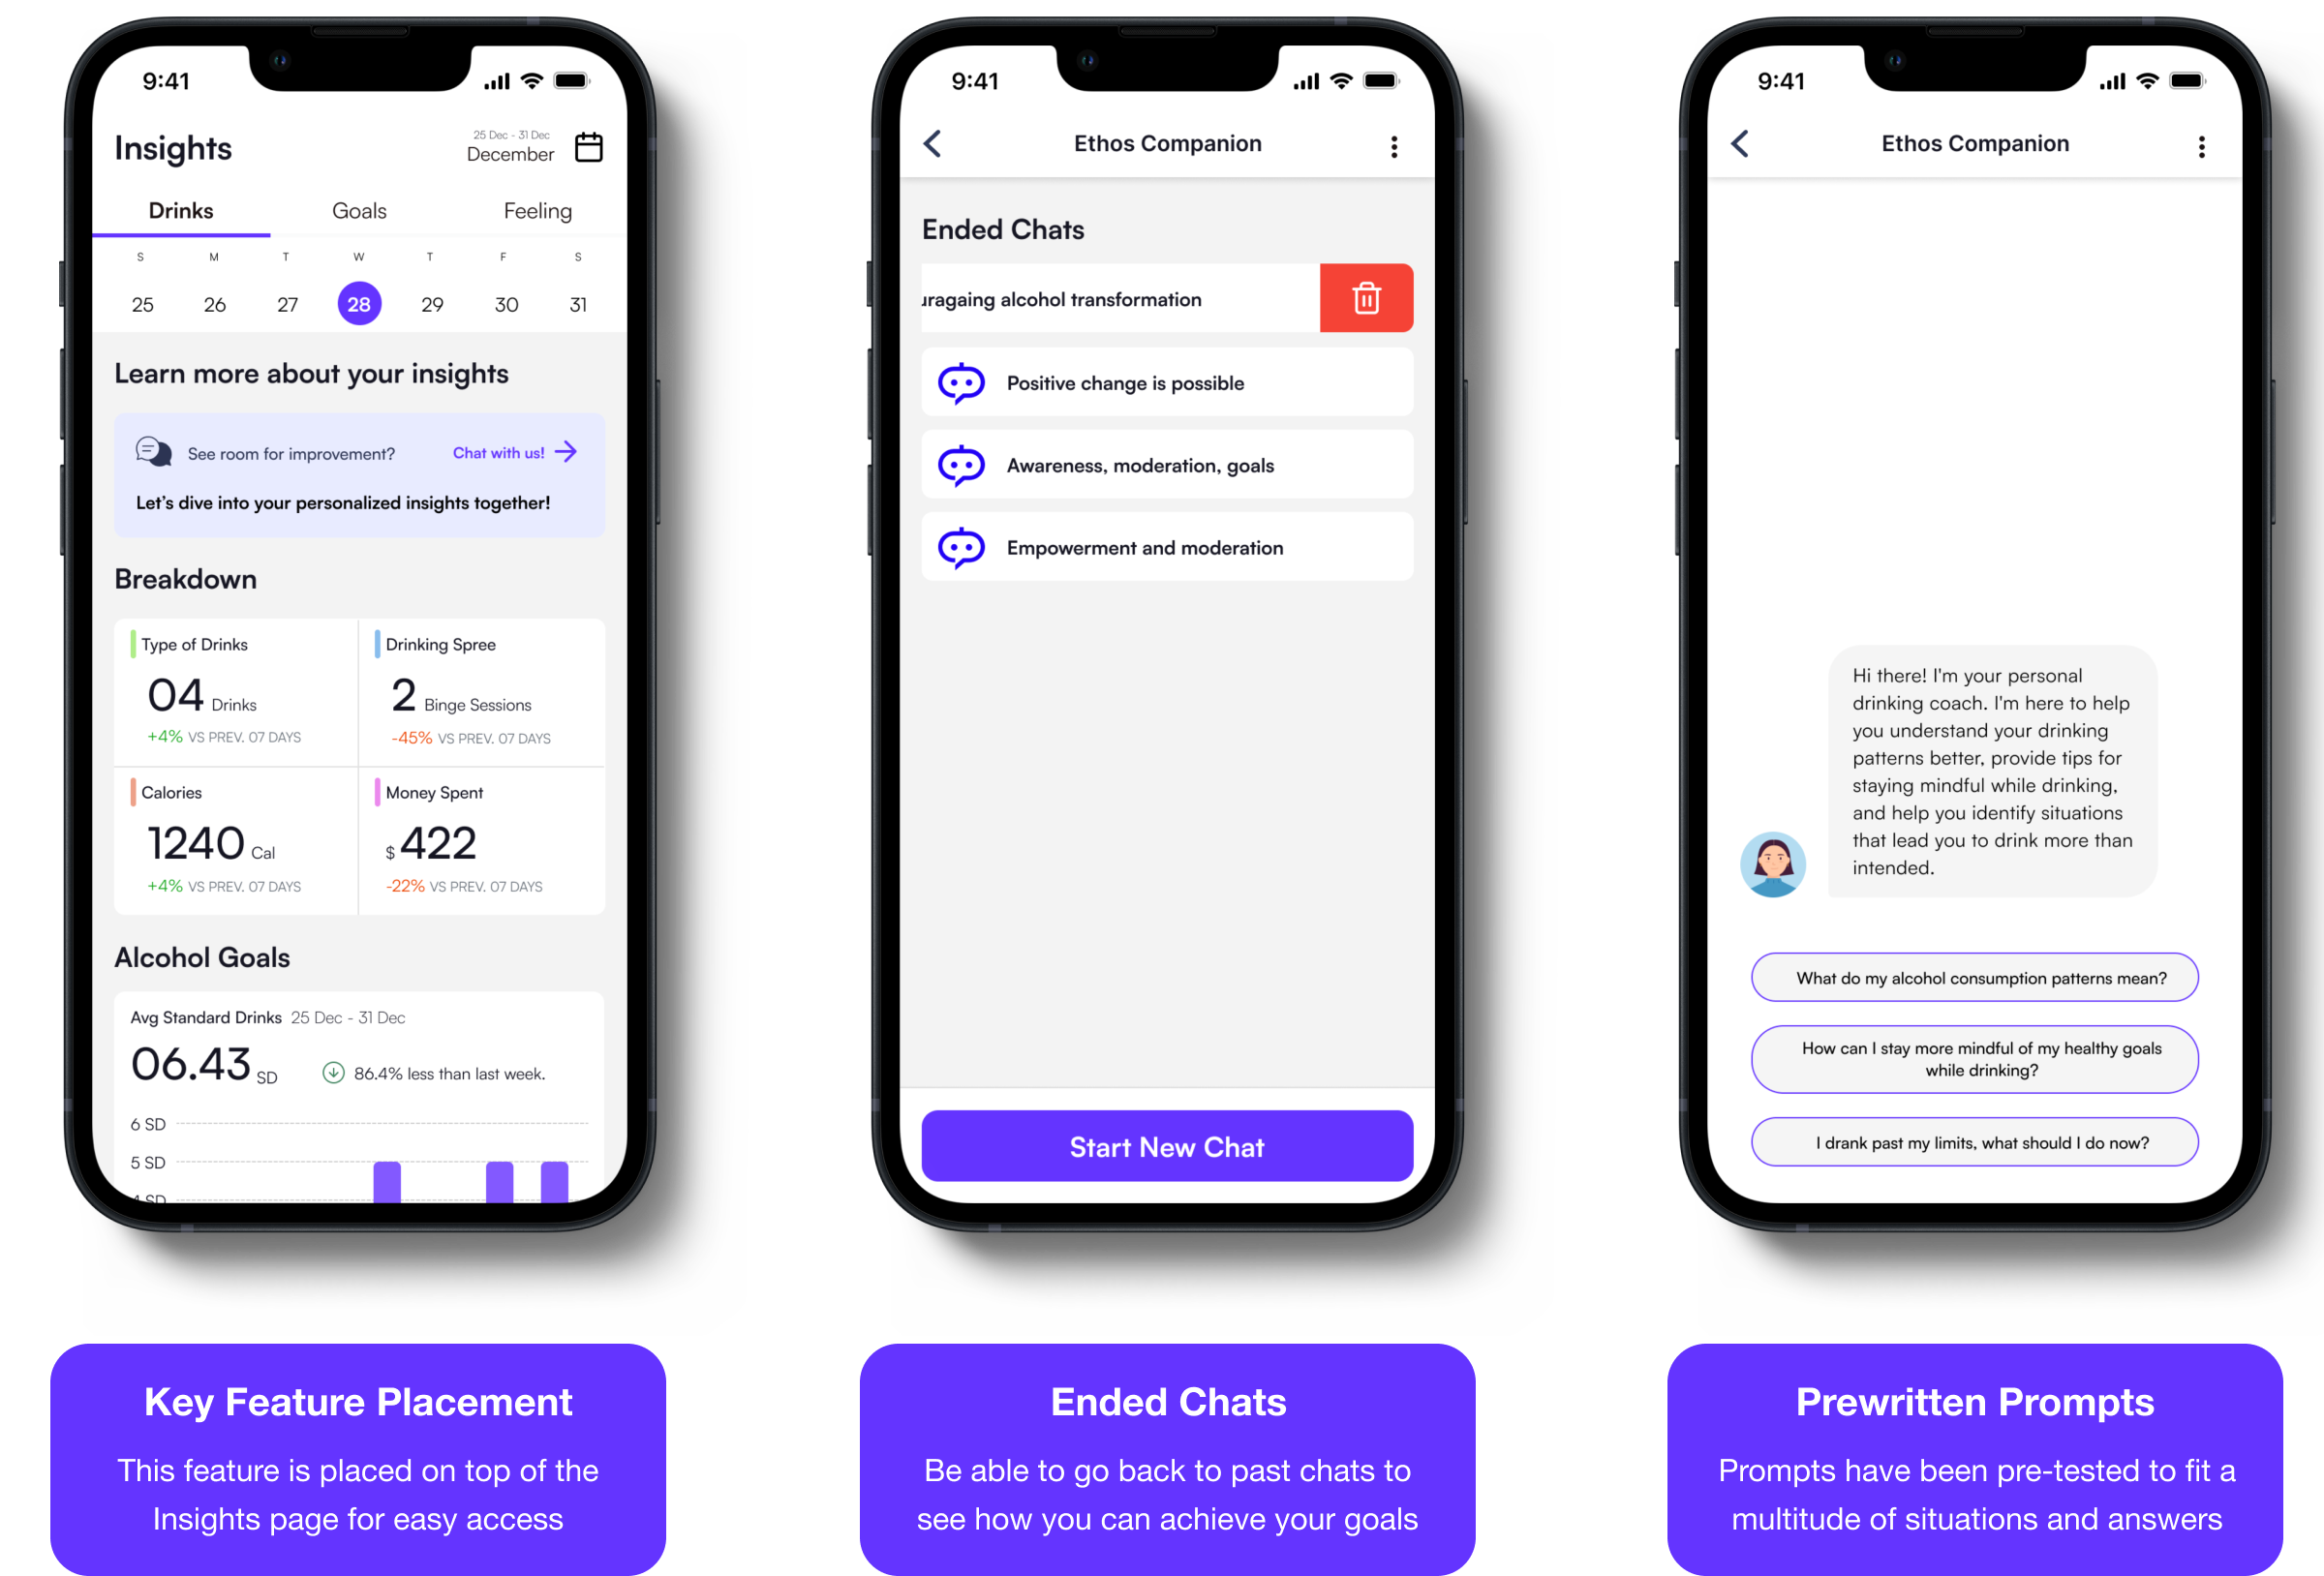 9:41
Insights
25 Dec - 31 Dec
December
Drinks Goals Feeling
S M T W T F S
25 26 27 28 29 30 31
Learn more about your insights
See room for improvement? Chat with us!
Let's dive into your personalized insights together!
Breakdown
Type of Drinks
04 Drinks
+4% VS PREV. 07 DAYS
Drinking Spree
2 Binge Sessions
-45% VS PREV. 07 DAYS
Calories
1240 Cal
+4% VS PREV. 07 DAYS
Money Spent
$ 422
-22% VS PREV. 07 DAYS
Alcohol Goals
Avg Standard Drinks 25 Dec - 31 Dec
06.43 SD
86.4% less than last week.
6 SD
5 SD
4 SD
Key Feature Placement
This feature is placed on top of the
Insights page for easy access
9:41
Ethos Companion
Ended Chats
uragaing alcohol transformation
Positive change is possible
Awareness, moderation, goals
Empowerment and moderation
Start New Chat
Ended Chats
Be able to go back to past chats to
see how you can achieve your goals
9:41
Ethos Companion
Hi there! I'm your personal
drinking coach. I'm here to help
you understand your drinking
patterns better, provide tips for
staying mindful while drinking,
and help you identify situations
that lead you to drink more than
intended.
What do my alcohol consumption patterns mean?
How can I stay more mindful of my healthy goals
while drinking?
I drank past my limits, what should I do now?
Prewritten Prompts
Prompts have been pre-tested to fit a
multitude of situations and answers